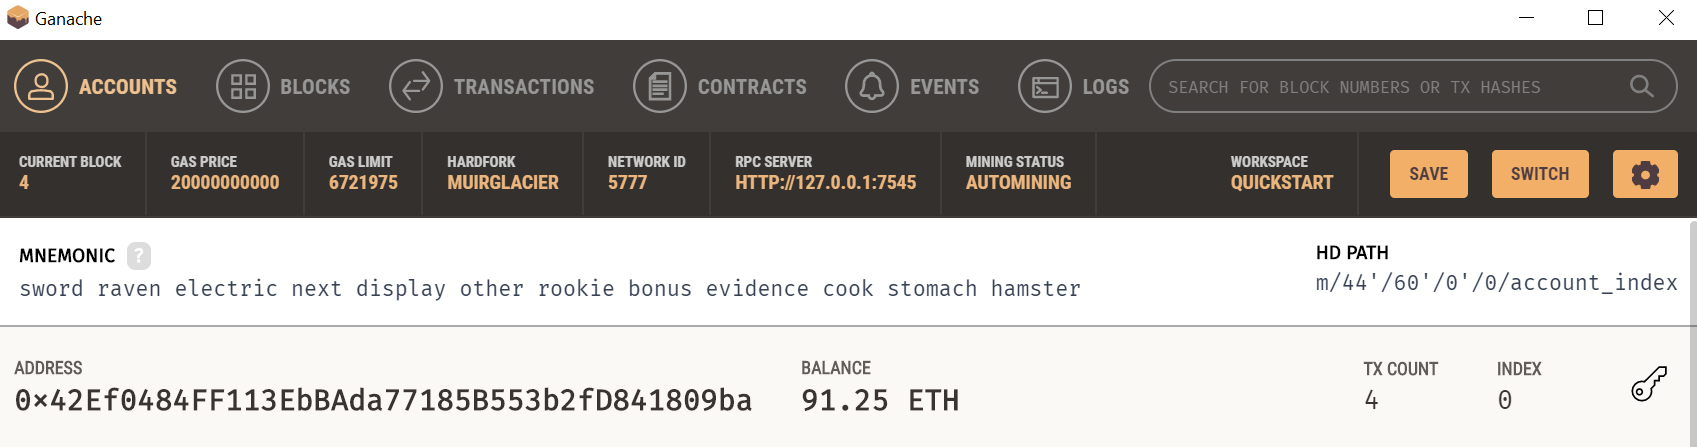 Ganache
ACCOUNTS BLOCKS TRANSACTIONS CONTRACTS EVENTS LOGS SEARCH FOR BLOCK NUMBERS OR TX HASHES
CURRENT BLOCK GAS PRICE GAS LIMIT HARDFORK NETWORK ID RPC SERVER MINING STATUS WORKSPACE
4 20000000000 6721975 MUIRGLACIER 5777 HTTP://127.0.0.1:7545 AUTOMINING QUICKSTART SAVE SWITCH
MNEMONIC ? HD PATH
sword raven electric next display other rookie bonus evidence cook stomach hamster m/44'/60'/0'/0/account_index
ADDRESS BALANCE TX COUNT INDEX
0×42Ef0484FF113EbBAda77185B553b2fD841809ba 91.25 ETH 4 0